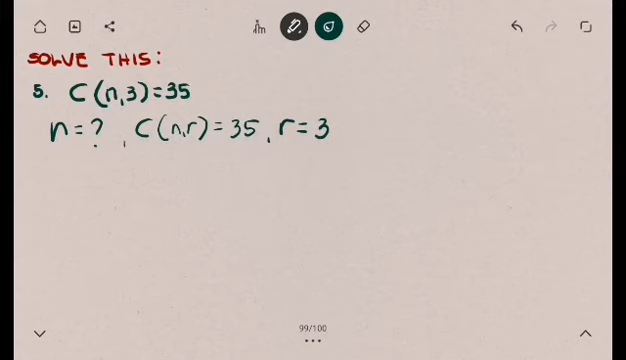 SOLVE THIS:
5. C(n,3)=35
n=?, C(n,r)=35, r=3
99/100